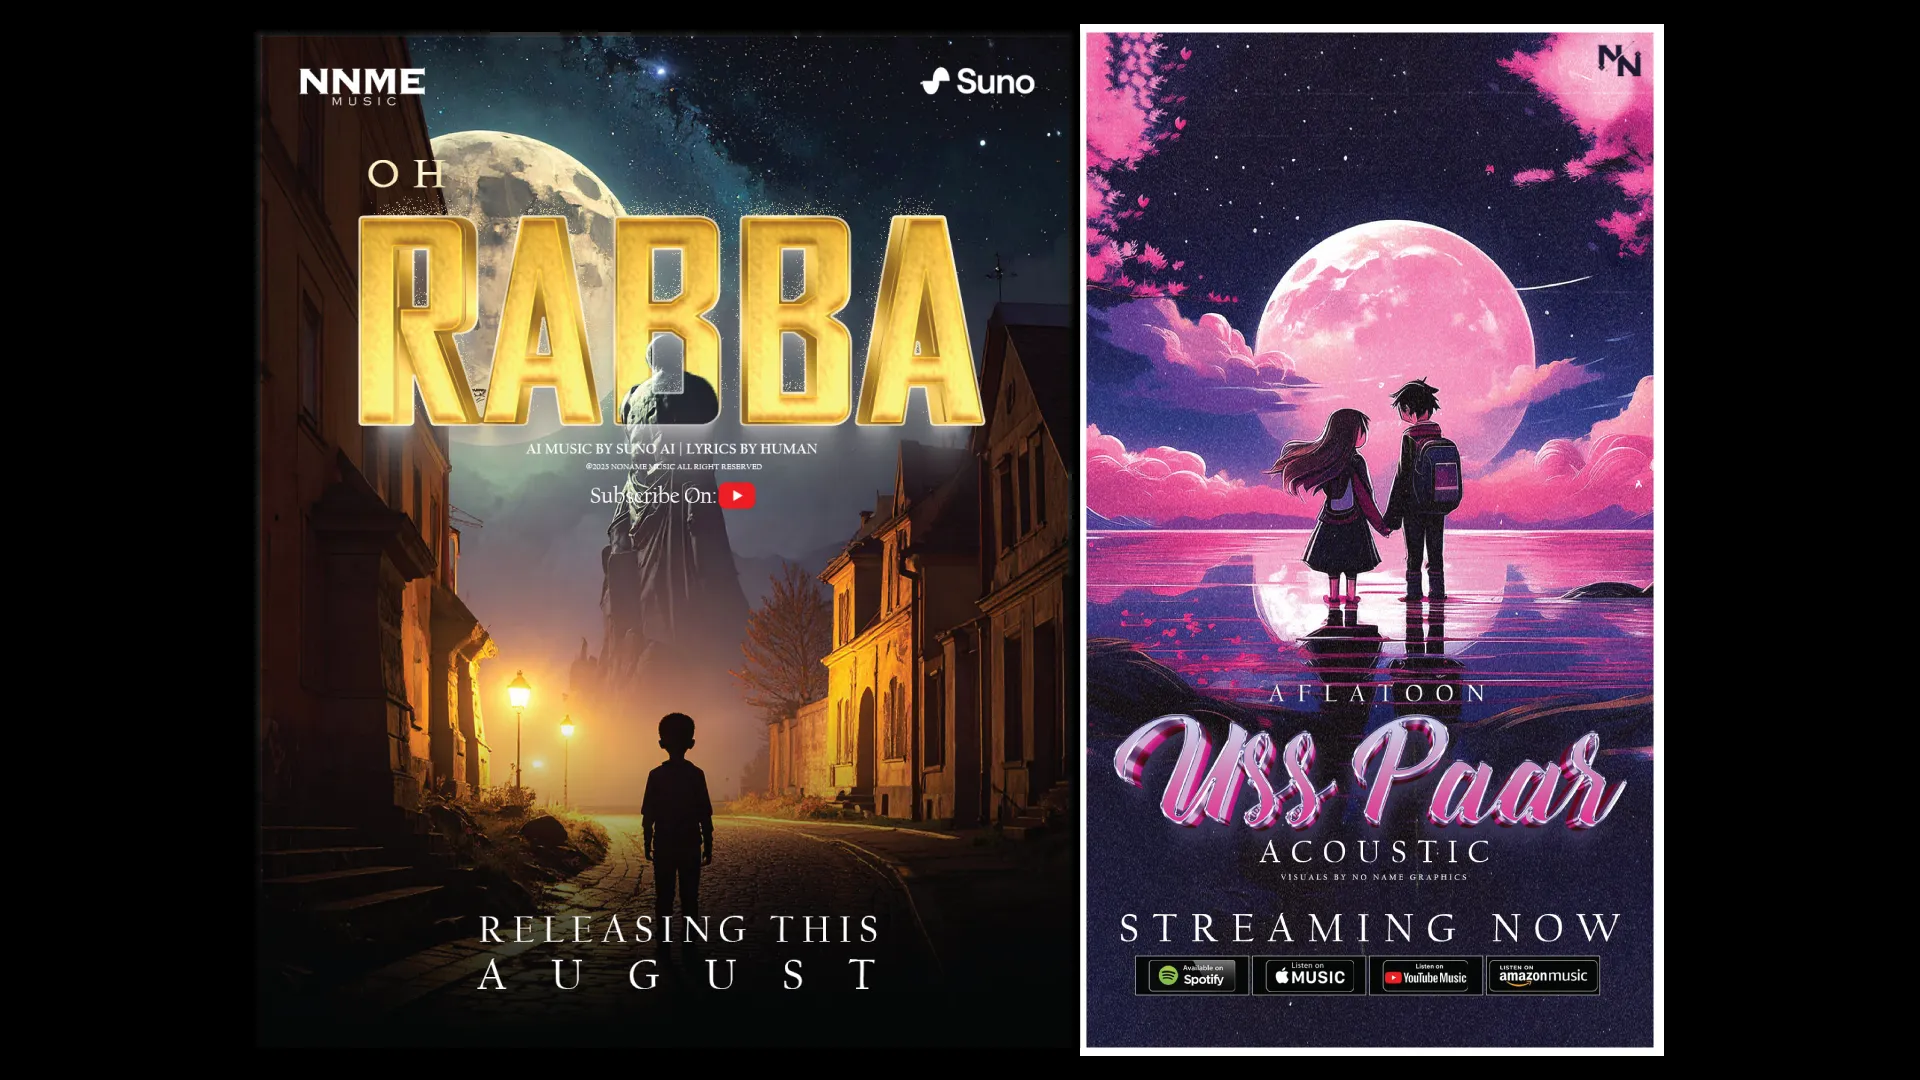 NNME
MUSIC
Suno
OH
RABBA
AI MUSIC BY SUNO AI | LYRICS BY HUMAN
©2025 NONAME MUSIC ALL RIGHT RESERVED
Subscribe On:
RELEASING THIS
AUGUST
NN
AFLATOON
Uss Paar
ACOUSTIC
VISUALS BY NO NAME GRAPHICS
STREAMING NOW
Available on
Spotify
Listen on
MUSIC
Listen on
YouTube Music
LISTEN ON
amazon music